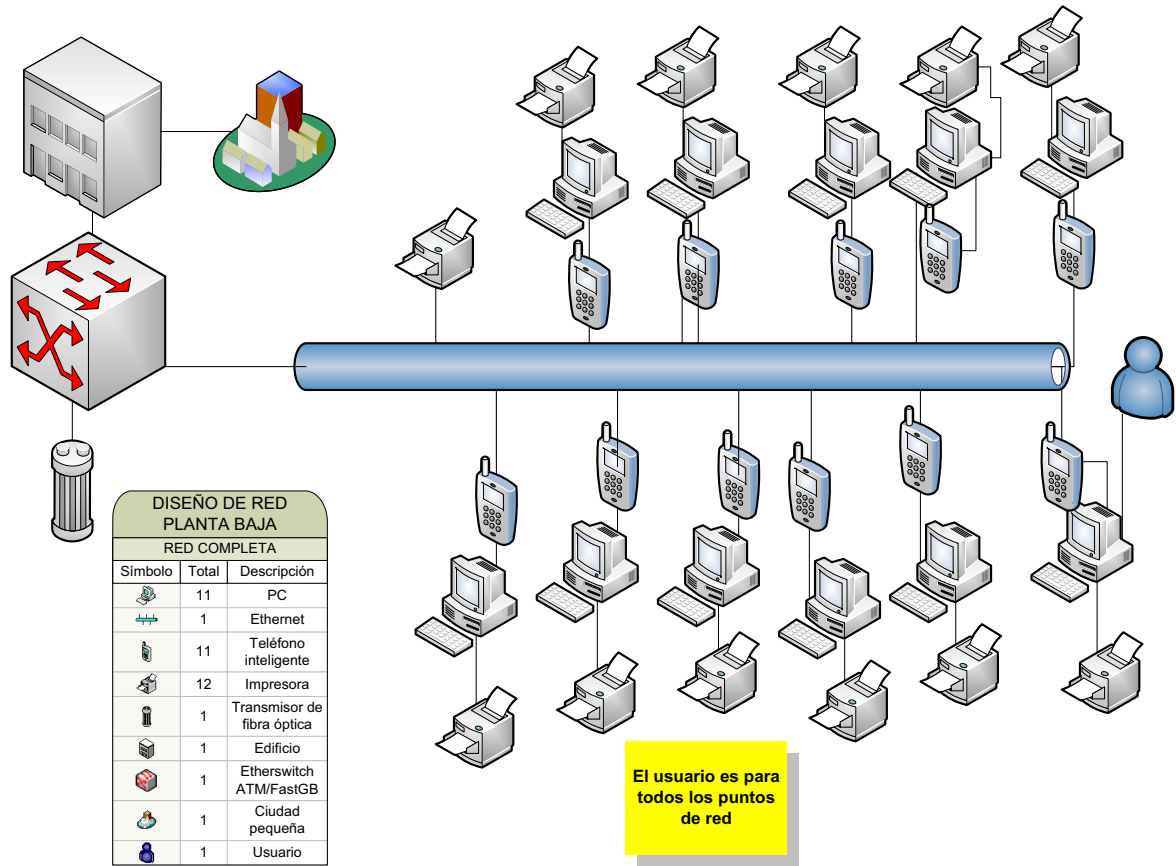 DISEÑO DE RED
PLANTA BAJA
RED COMPLETA
Símbolo Total Descripción
11 PC
1 Ethernet
11 Teléfono
inteligente
12 Impresora
1 Transmisor de
fibra óptica
1 Edificio
1 Etherswitch
ATM/FastGB
1 Ciudad
pequeña
1 Usuario
El usuario es para
todos los puntos
de red